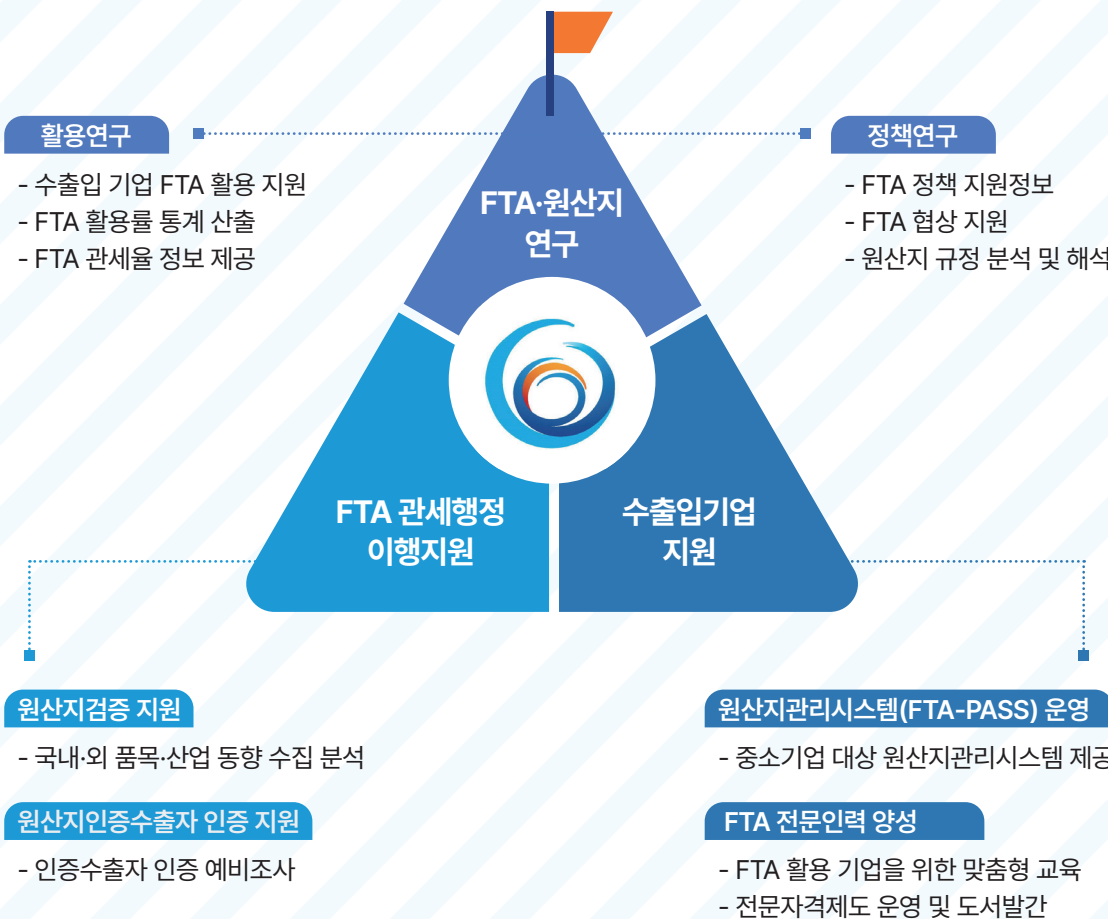 활용연구
- 수출입 기업 FTA 활용 지원
- FTA 활용률 통계 산출
- FTA 관세율 정보 제공
정책연구
- FTA 정책 지원정보
- FTA 협상 지원
- 원산지 규정 분석 및 해석
FTA·원산지
연구
FTA 관세행정
이행지원
수출입기업
지원
원산지검증 지원
- 국내·외 품목·산업 동향 수집 분석
원산지인증수출자 인증 지원
- 인증수출자 인증 예비조사
원산지관리시스템(FTA-PASS) 운영
- 중소기업 대상 원산지관리시스템 제공
FTA 전문인력 양성
- FTA 활용 기업을 위한 맞춤형 교육
- 전문자격제도 운영 및 도서발간